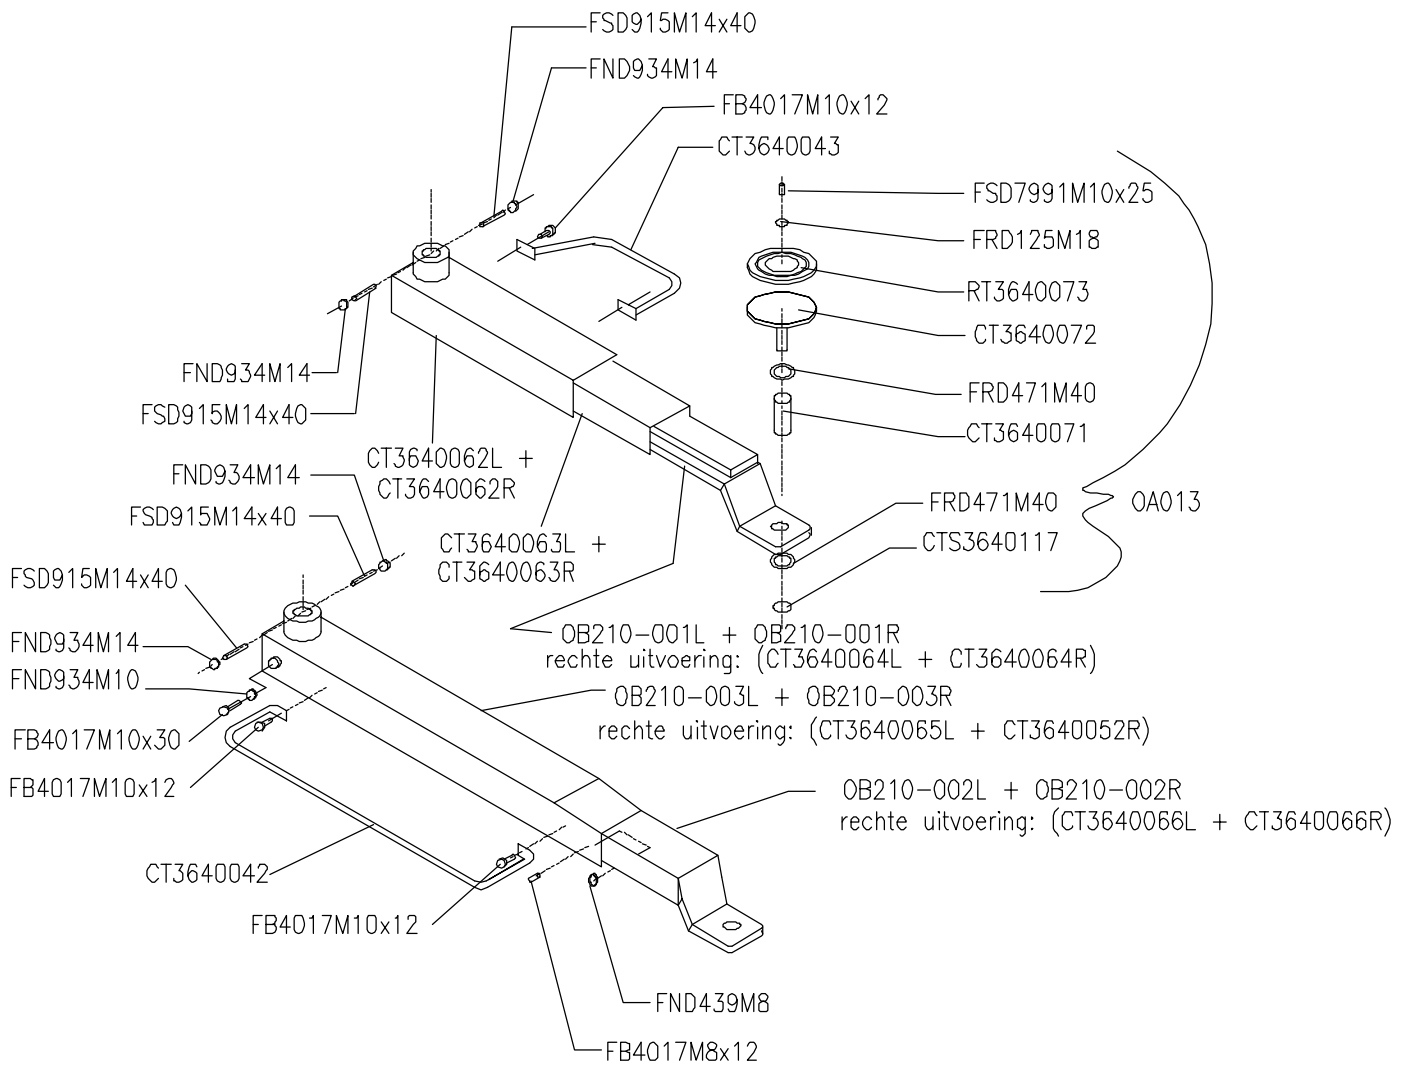 FSD915M14x40
FND934M14
FB4017M10x12
CT3640043
FSD7991M10x25
FRD125M18
RT3640073
CT3640072
FND934M14
FRD471M40
FSD915M14x40
CT3640071
CT3640062L +
CT3640062R
FND934M14
FRD471M40
OA013
FSD915M14x40
CT3640063L +
CT3640063R
CTS3640117
FSD915M14x40
OB210-001L + OB210-001R
rechte uitvoering: (CT3640064L + CT3640064R)
FND934M14
FND934M10
OB210-003L + OB210-003R
rechte uitvoering: (CT3640065L + CT3640052R)
FB4017M10x30
FB4017M10x12
OB210-002L + OB210-002R
rechte uitvoering: (CT3640066L + CT3640066R)
CT3640042
FB4017M10x12
FND439M8
FB4017M8x12